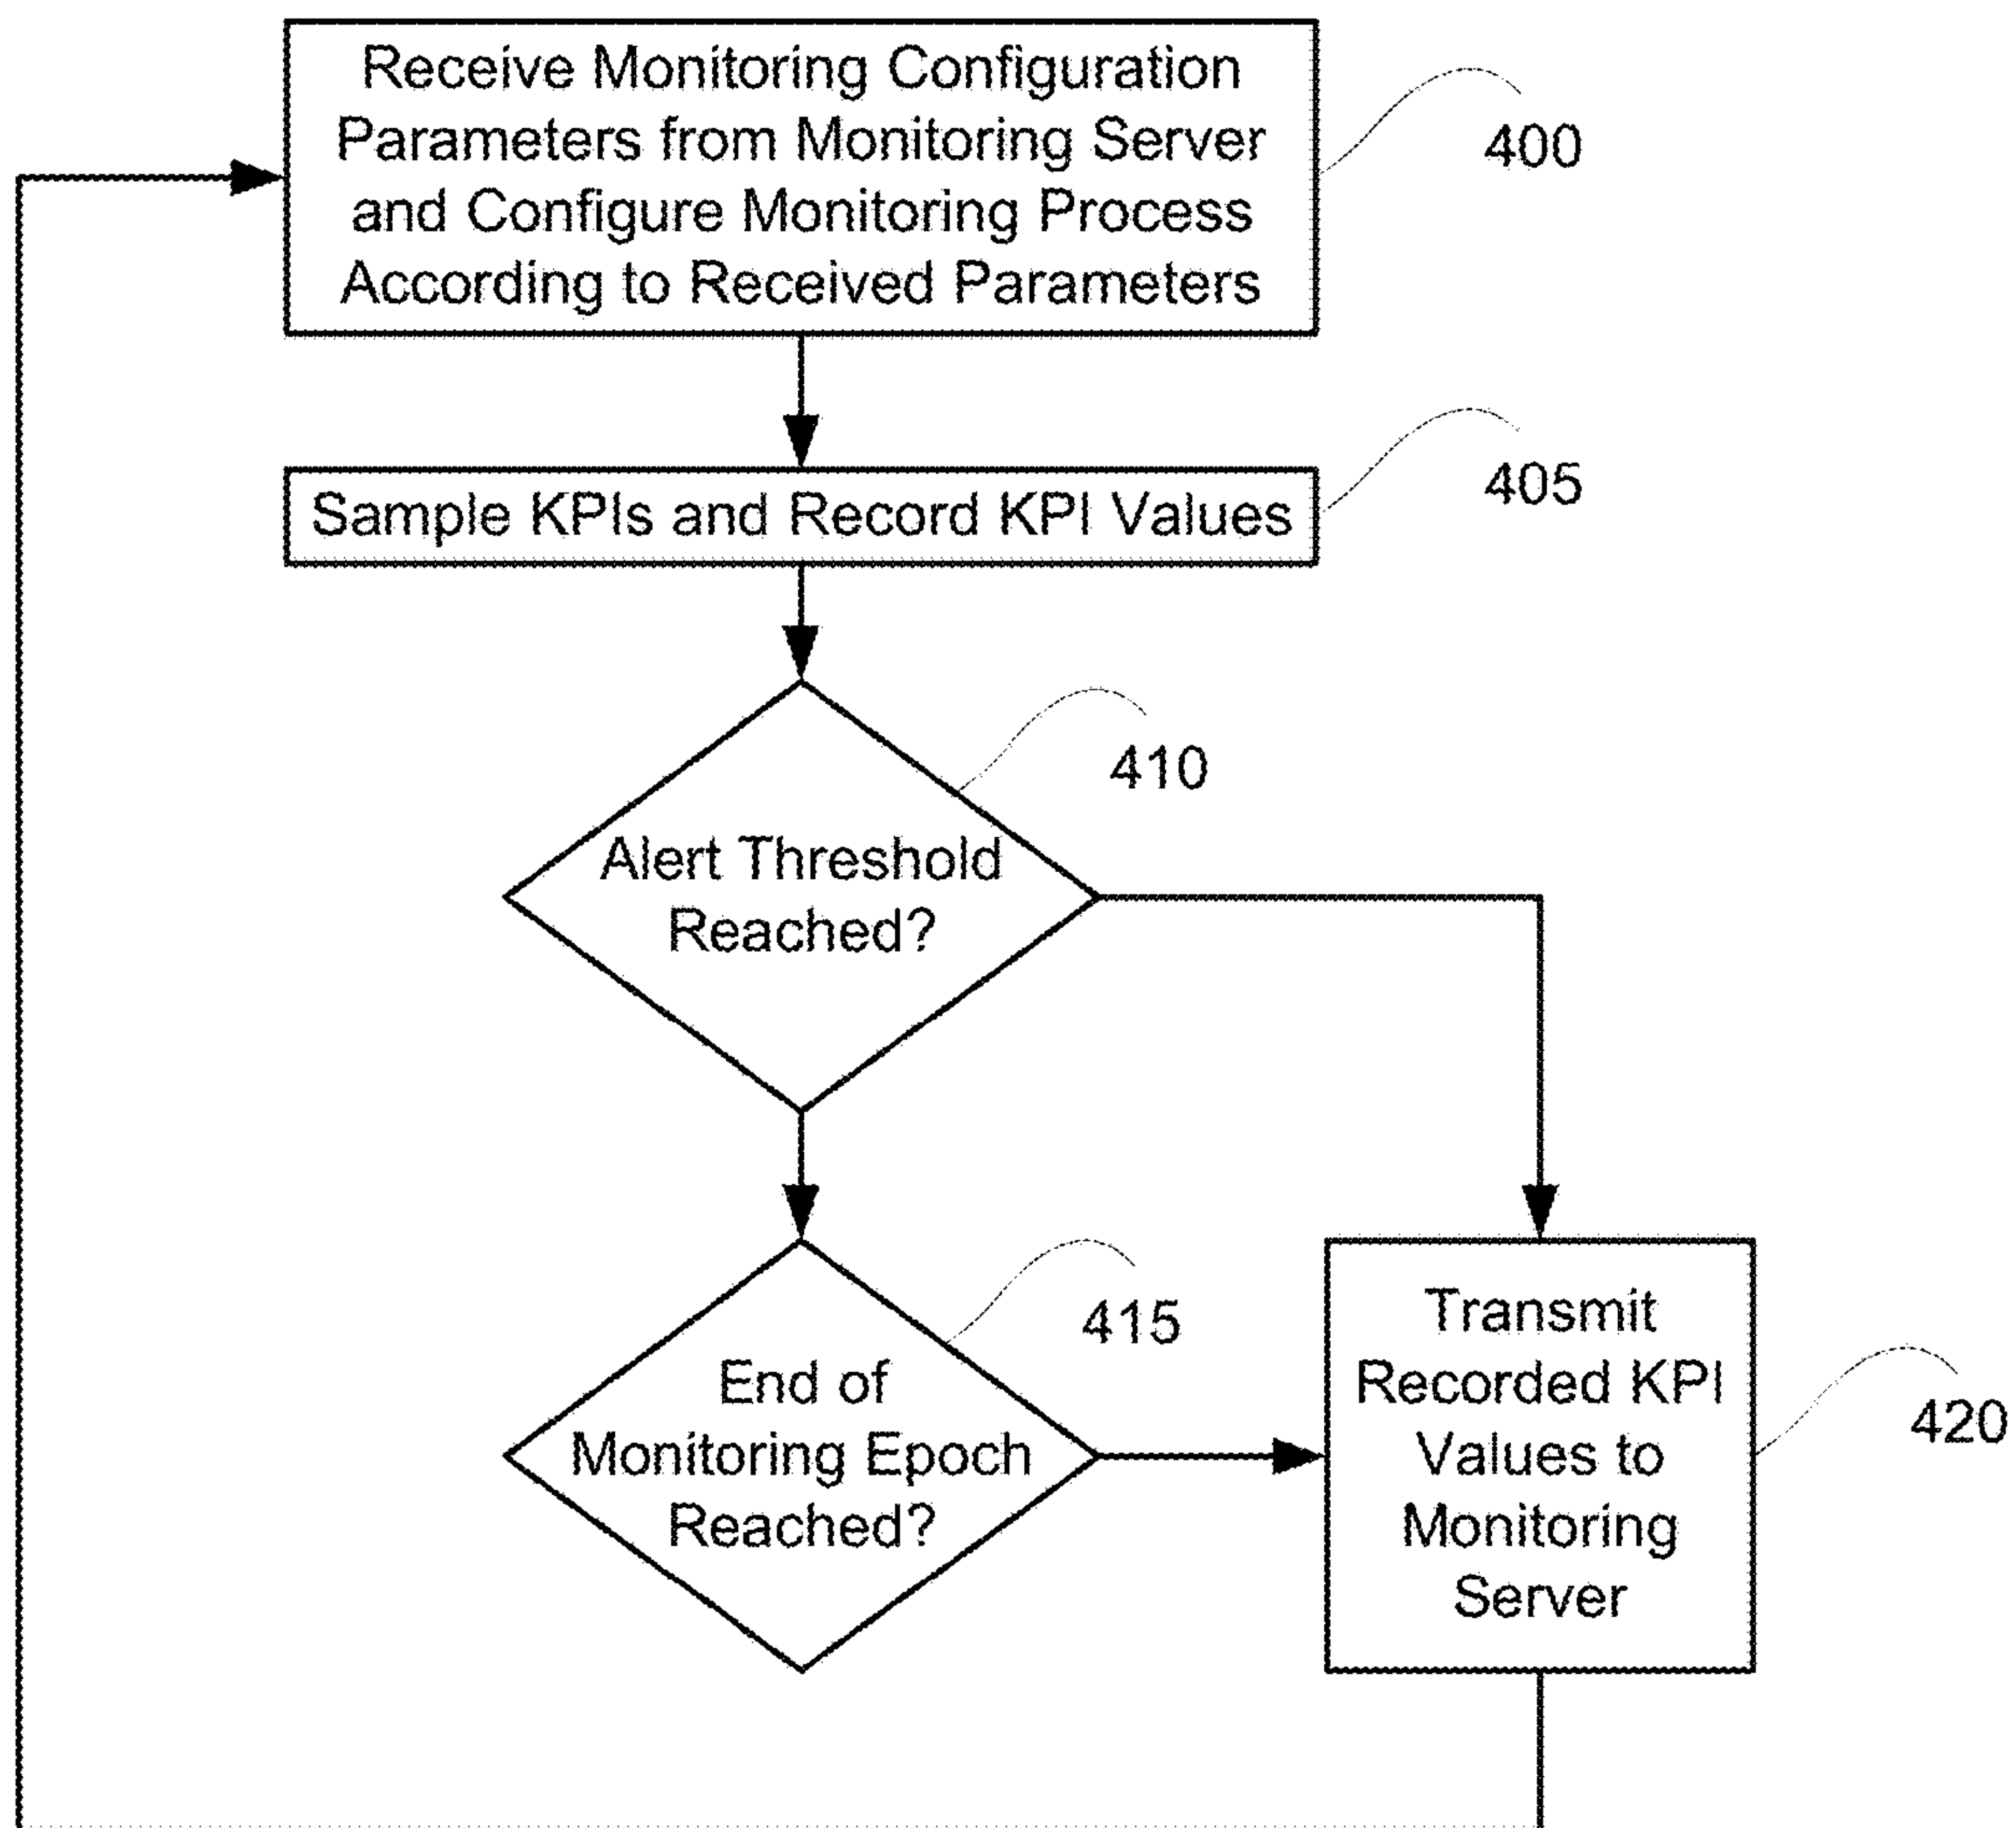 Receive Monitoring Configuration
Parameters from Monitoring Server
and Configure Monitoring Process
According to Received Parameters
400
Sample KPIs and Record KPI Values
405
410
Alert Threshold
Reached?
415
End of
Monitoring Epoch
Reached?
Transmit
Recorded KPI
Values to
Monitoring
Server
420